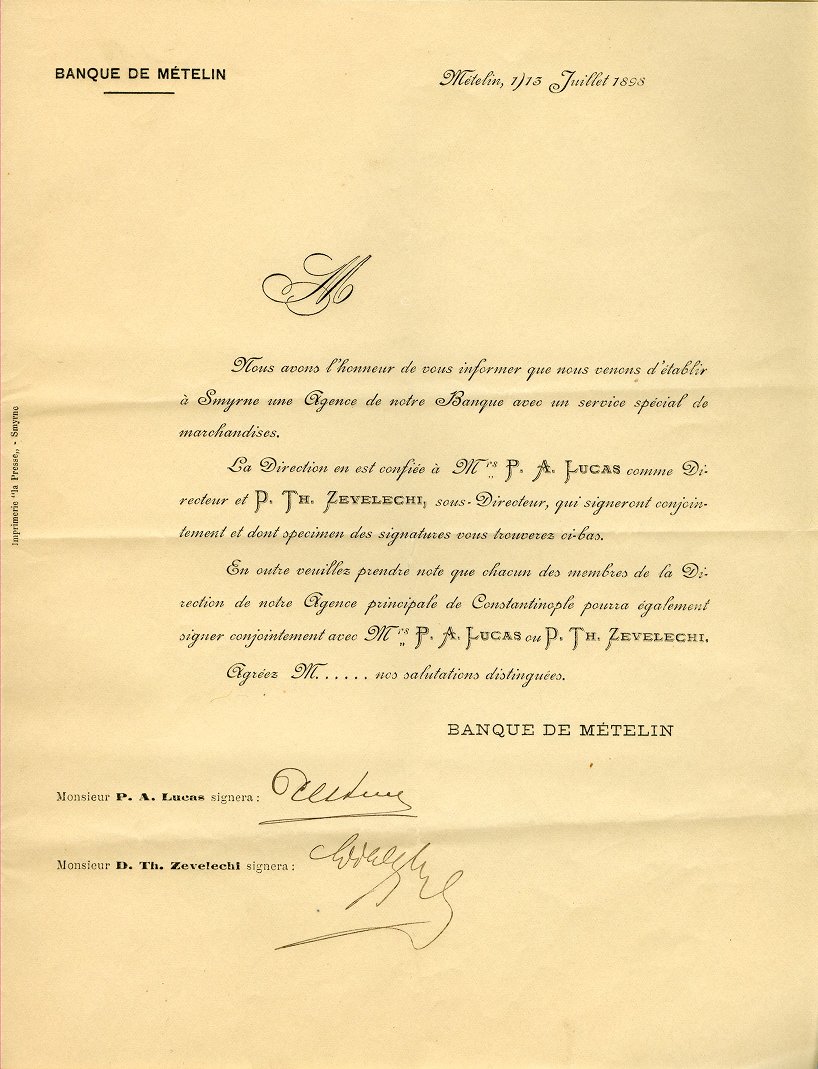 BANQUE DE MÉTELIN
Mételin, 1)13 Juillet 1898
M
Nous avons l'honneur de vous informer que nous venons d'établir
à Smyrne une Agence de notre Banque avec un service spécial de
marchandises.
La Direction en est confiée à Mrs P. A. Lucas comme Di-
recteur et P. Th. Zevelechi, sous-Directeur, qui signeront conjoin-
tement et dont specimen des signatures vous trouverez ci-bas.
En outre veuillez prendre note que chacun des membres de la Di-
rection de notre Agence principale de Constantinople pourra également
signer conjointement avec Mrs P. A. Lucas ou P. Th. Zevelechi.
Agréez M...... nos salutations distinguées.
BANQUE DE MÉTELIN
Monsieur P. A. Lucas signera:
Monsieur D. Th. Zevelechi signera:
Imprimerie "la Presse,, - Smyrne